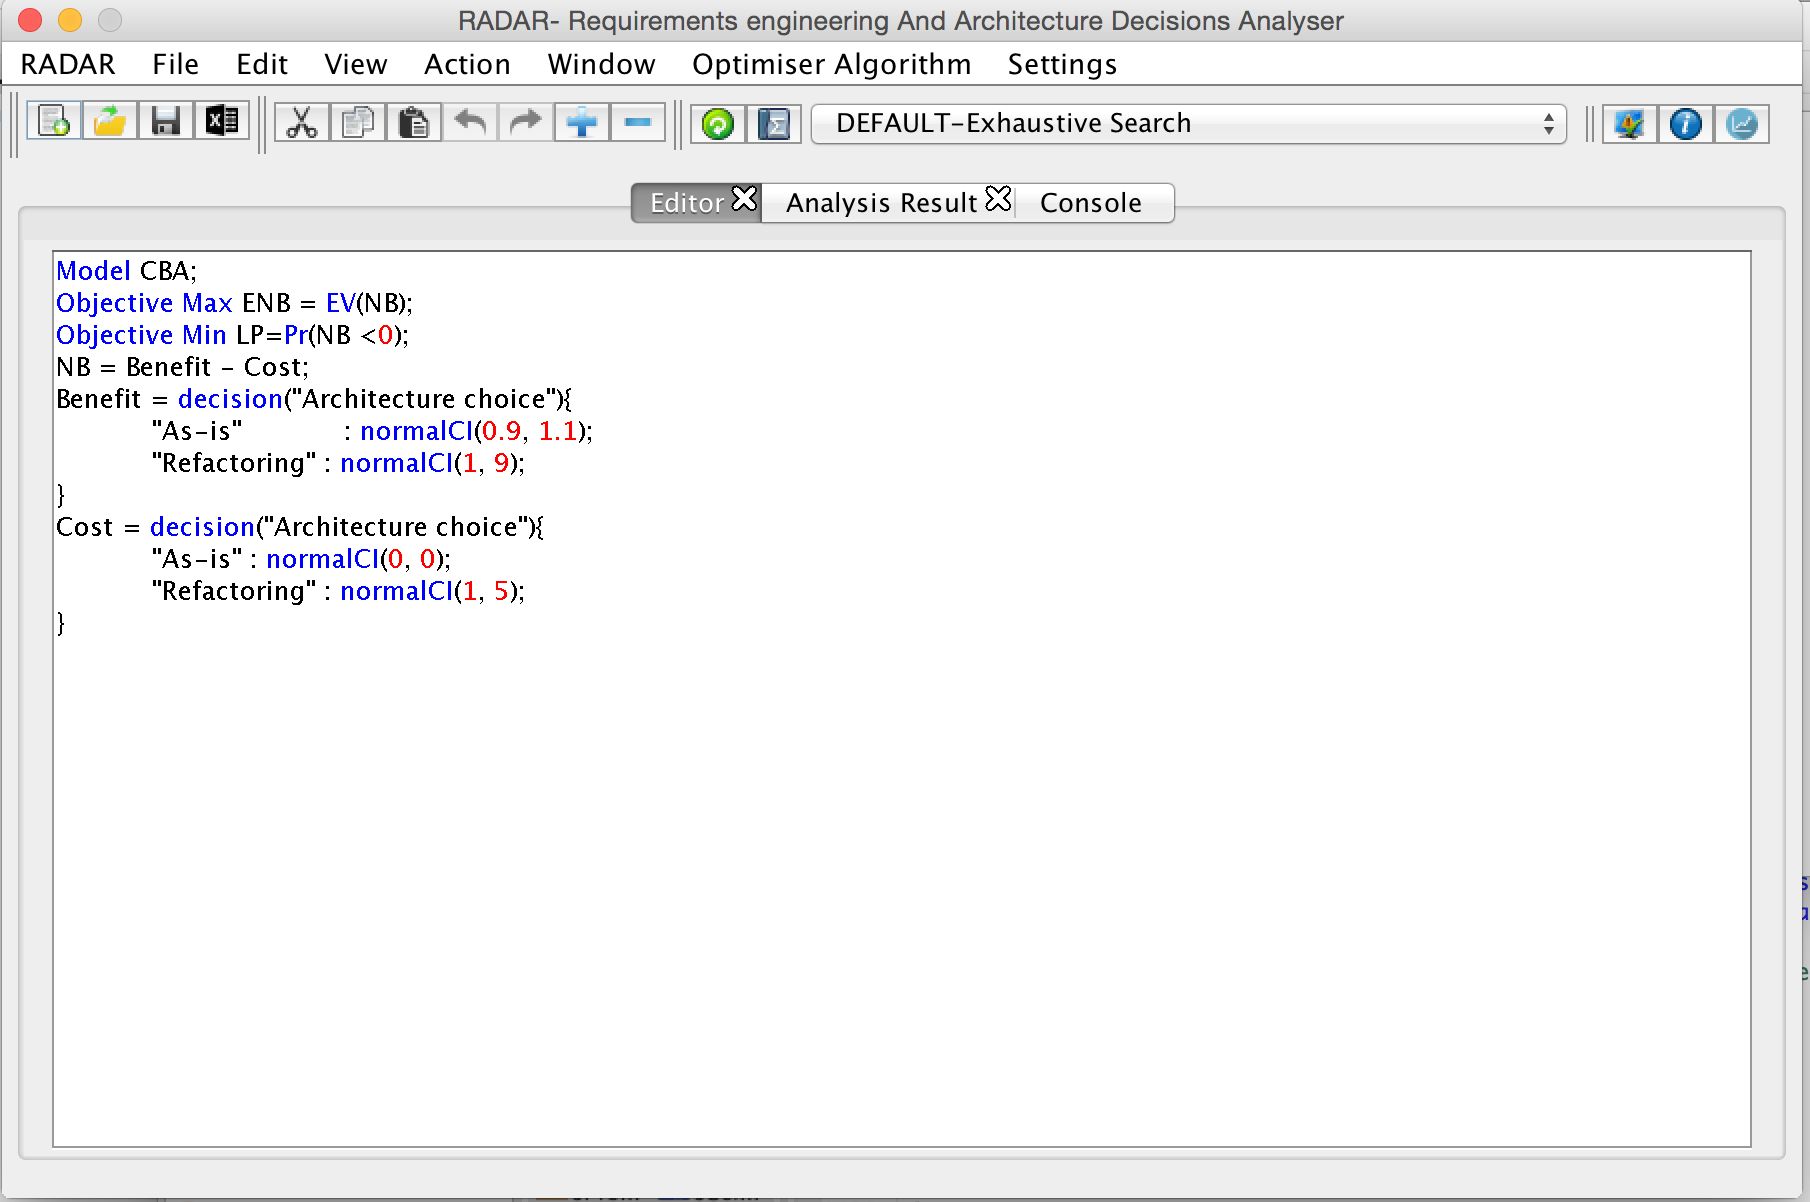 RADAR- Requirements engineering And Architecture Decisions Analyser
RADAR File Edit View Action Window Optimiser Algorithm Settings
DEFAULT-Exhaustive Search
Editor Analysis Result Console
Model CBA;
Objective Max ENB = EV(NB);
Objective Min LP=Pr(NB <0);
NB = Benefit - Cost;
Benefit = decision("Architecture choice"){
"As-is" : normalCI(0.9, 1.1);
"Refactoring" : normalCI(1, 9);
}
Cost = decision("Architecture choice"){
"As-is" : normalCI(0, 0);
"Refactoring" : normalCI(1, 5);
}